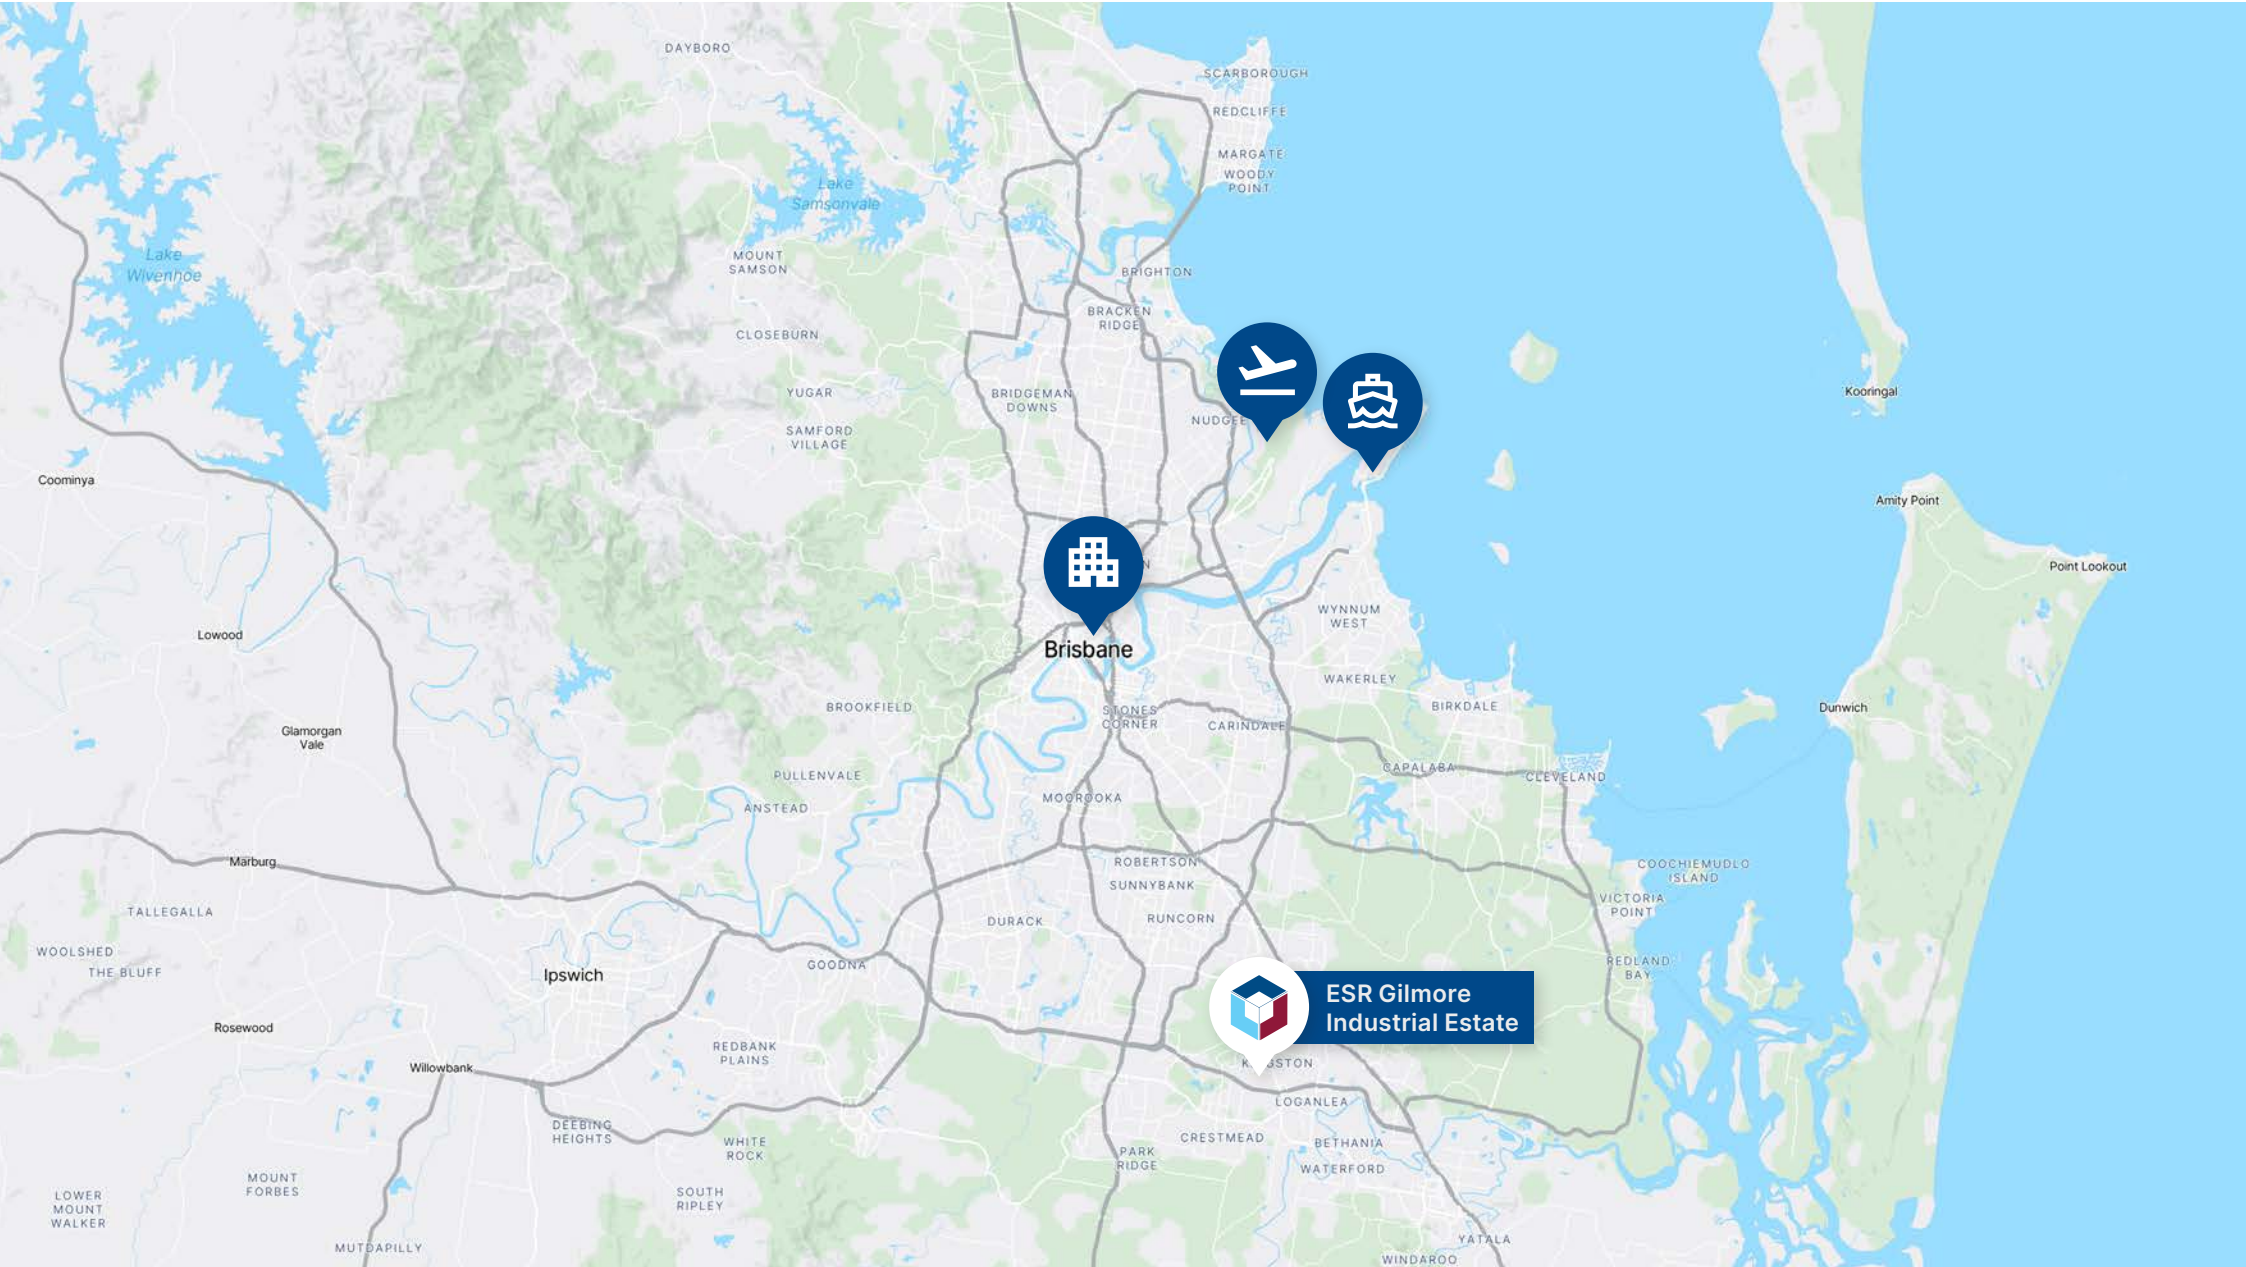 DAYBORO
SCARBOROUGH
REDCLIFFE
MARGATE
WOODY
POINT
Lake
Samsonvale
Lake
Wivenhoe
MOUNT
SAMSON
BRIGHTON
BRACKEN
RIDGE
CLOSEBURN
YUGAR
BRIDGEMAN
DOWNS
Kooringal
NUDGEE
SAMFORD
VILLAGE
Coominya
Amity Point
Point Lookout
Lowood
WYNNUM
WEST
Brisbane
WAKERLEY
BROOKFIELD
BIRKDALE
Dunwich
STONES
CORNER
CARINDALE
Glamorgan
Vale
PULLENVALE
CAPALABA
CLEVELAND
ANSTEAD
MOOROOKA
Marburg
ROBERTSON
COOCHIEMUDLO
ISLAND
SUNNYBANK
VICTORIA
POINT
TALLEGALLA
DURACK
RUNCORN
WOOLSHED
THE BLUFF
GOODNA
REDLAND
BAY
Ipswich
ESR Gilmore
Industrial Estate
Rosewood
REDBANK
PLAINS
Willowbank
LOGANLEA
DEEBING
HEIGHTS
WHITE
ROCK
CRESTMEAD
BETHANIA
PARK
RIDGE
WATERFORD
MOUNT
FORBES
SOUTH
RIPLEY
LOWER
MOUNT
WALKER
MUTDAPILLY
YATALA
WINDAROO